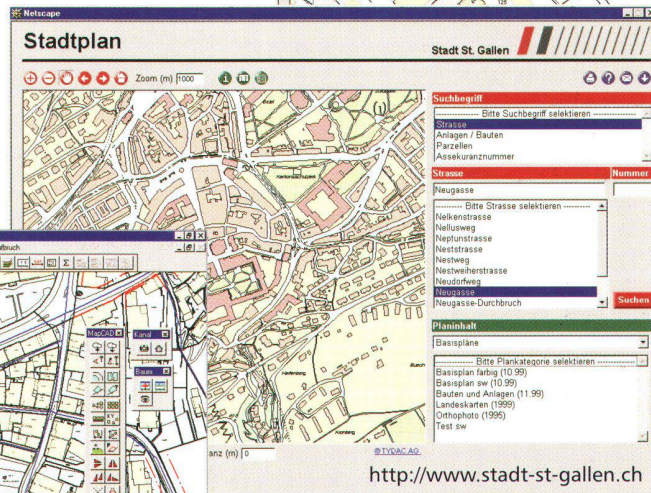 Netscape
Stadtplan
Stadt St. Gallen
Zoom (m) 1000
Suchbegriff
---------- Bitte Suchbegriff selektieren ----------
Strasse
Anlagen / Bauten
Parzellen
Assekuranznummer
Strasse
Nummer
Neugasse
---------- Bitte Strasse selektieren ----------
Nelkenstrasse
Nellusweg
Neptunstrasse
Neststrasse
Nestweg
Nestweiherstrasse
Neudorfweg
Neugasse
Neugasse-Durchbruch
Suchen
Planinhalt
Basispläne
---------- Bitte Plankategorie selektieren ----------
Basisplan farbig (10.99)
Basisplan sw (10.99)
Bauten und Anlagen (11.99)
Landeskarten (1999)
Orthophoto (1995)
Test sw
Kantonsschulpark
MapCAD
Kanal
Baum
anz (m) 0
©TYDAC AG
http://www.stadt-st-gallen.ch